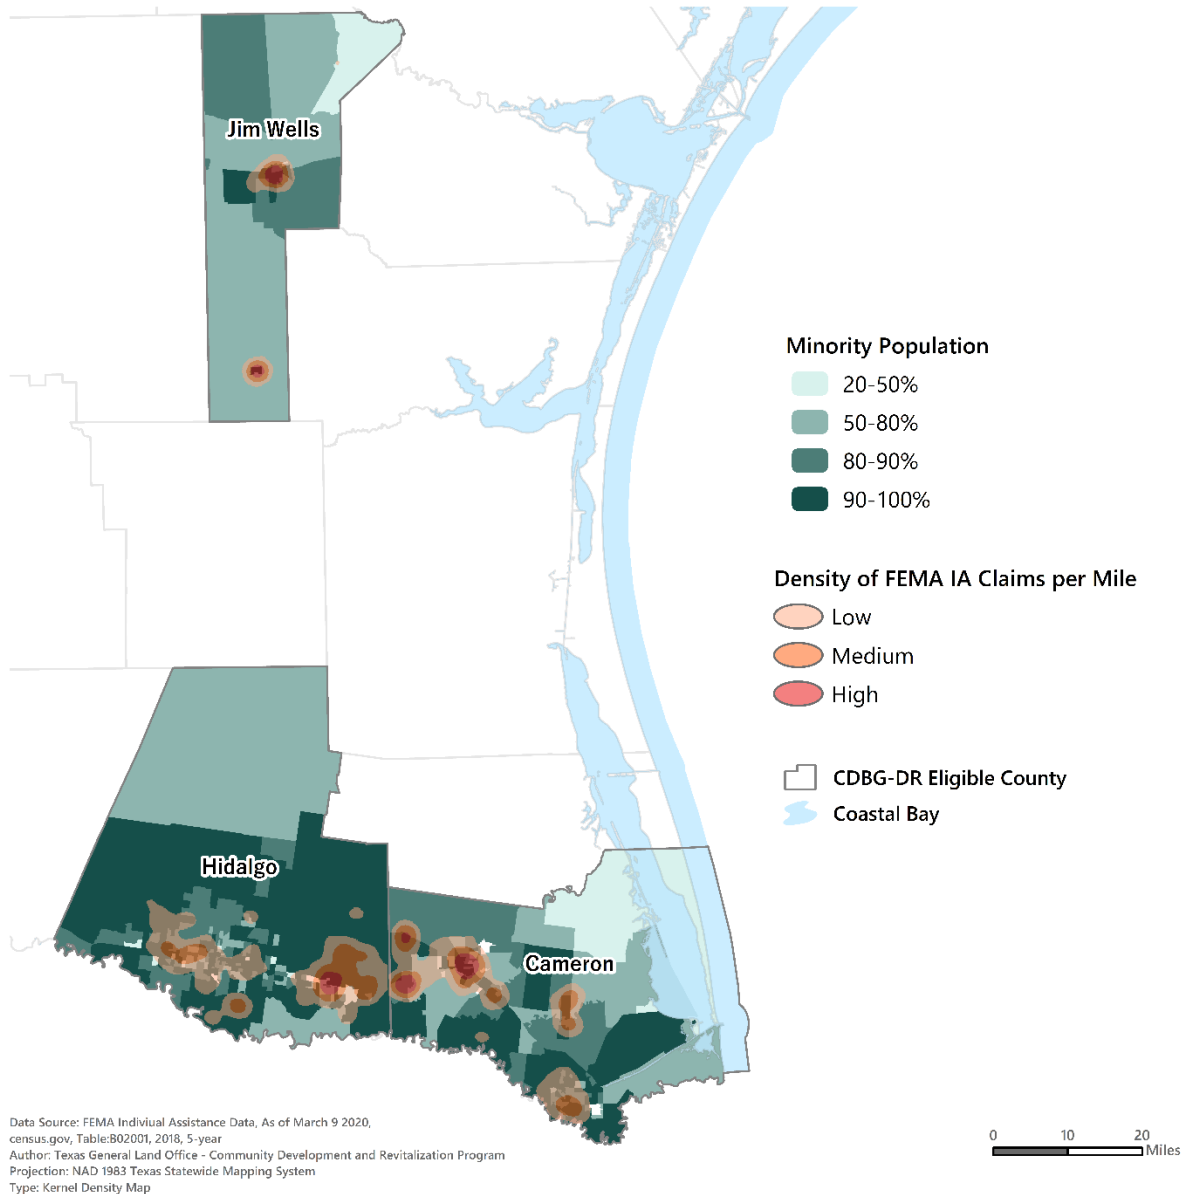 Jim Wells
Minority Population
20-50%
50-80%
80-90%
90-100%
Density of FEMA IA Claims per Mile
Low
Medium
High
CDBG-DR Eligible County
Coastal Bay
Hidalgo
Cameron
Data Source: FEMA Indiviual Assistance Data, As of March 9 2020,
census.gov, Table:B02001, 2018, 5-year
Author: Texas General Land Office - Community Development and Revitalization Program
Projection: NAD 1983 Texas Statewide Mapping System
Type: Kernel Density Map
0 10 20
Miles